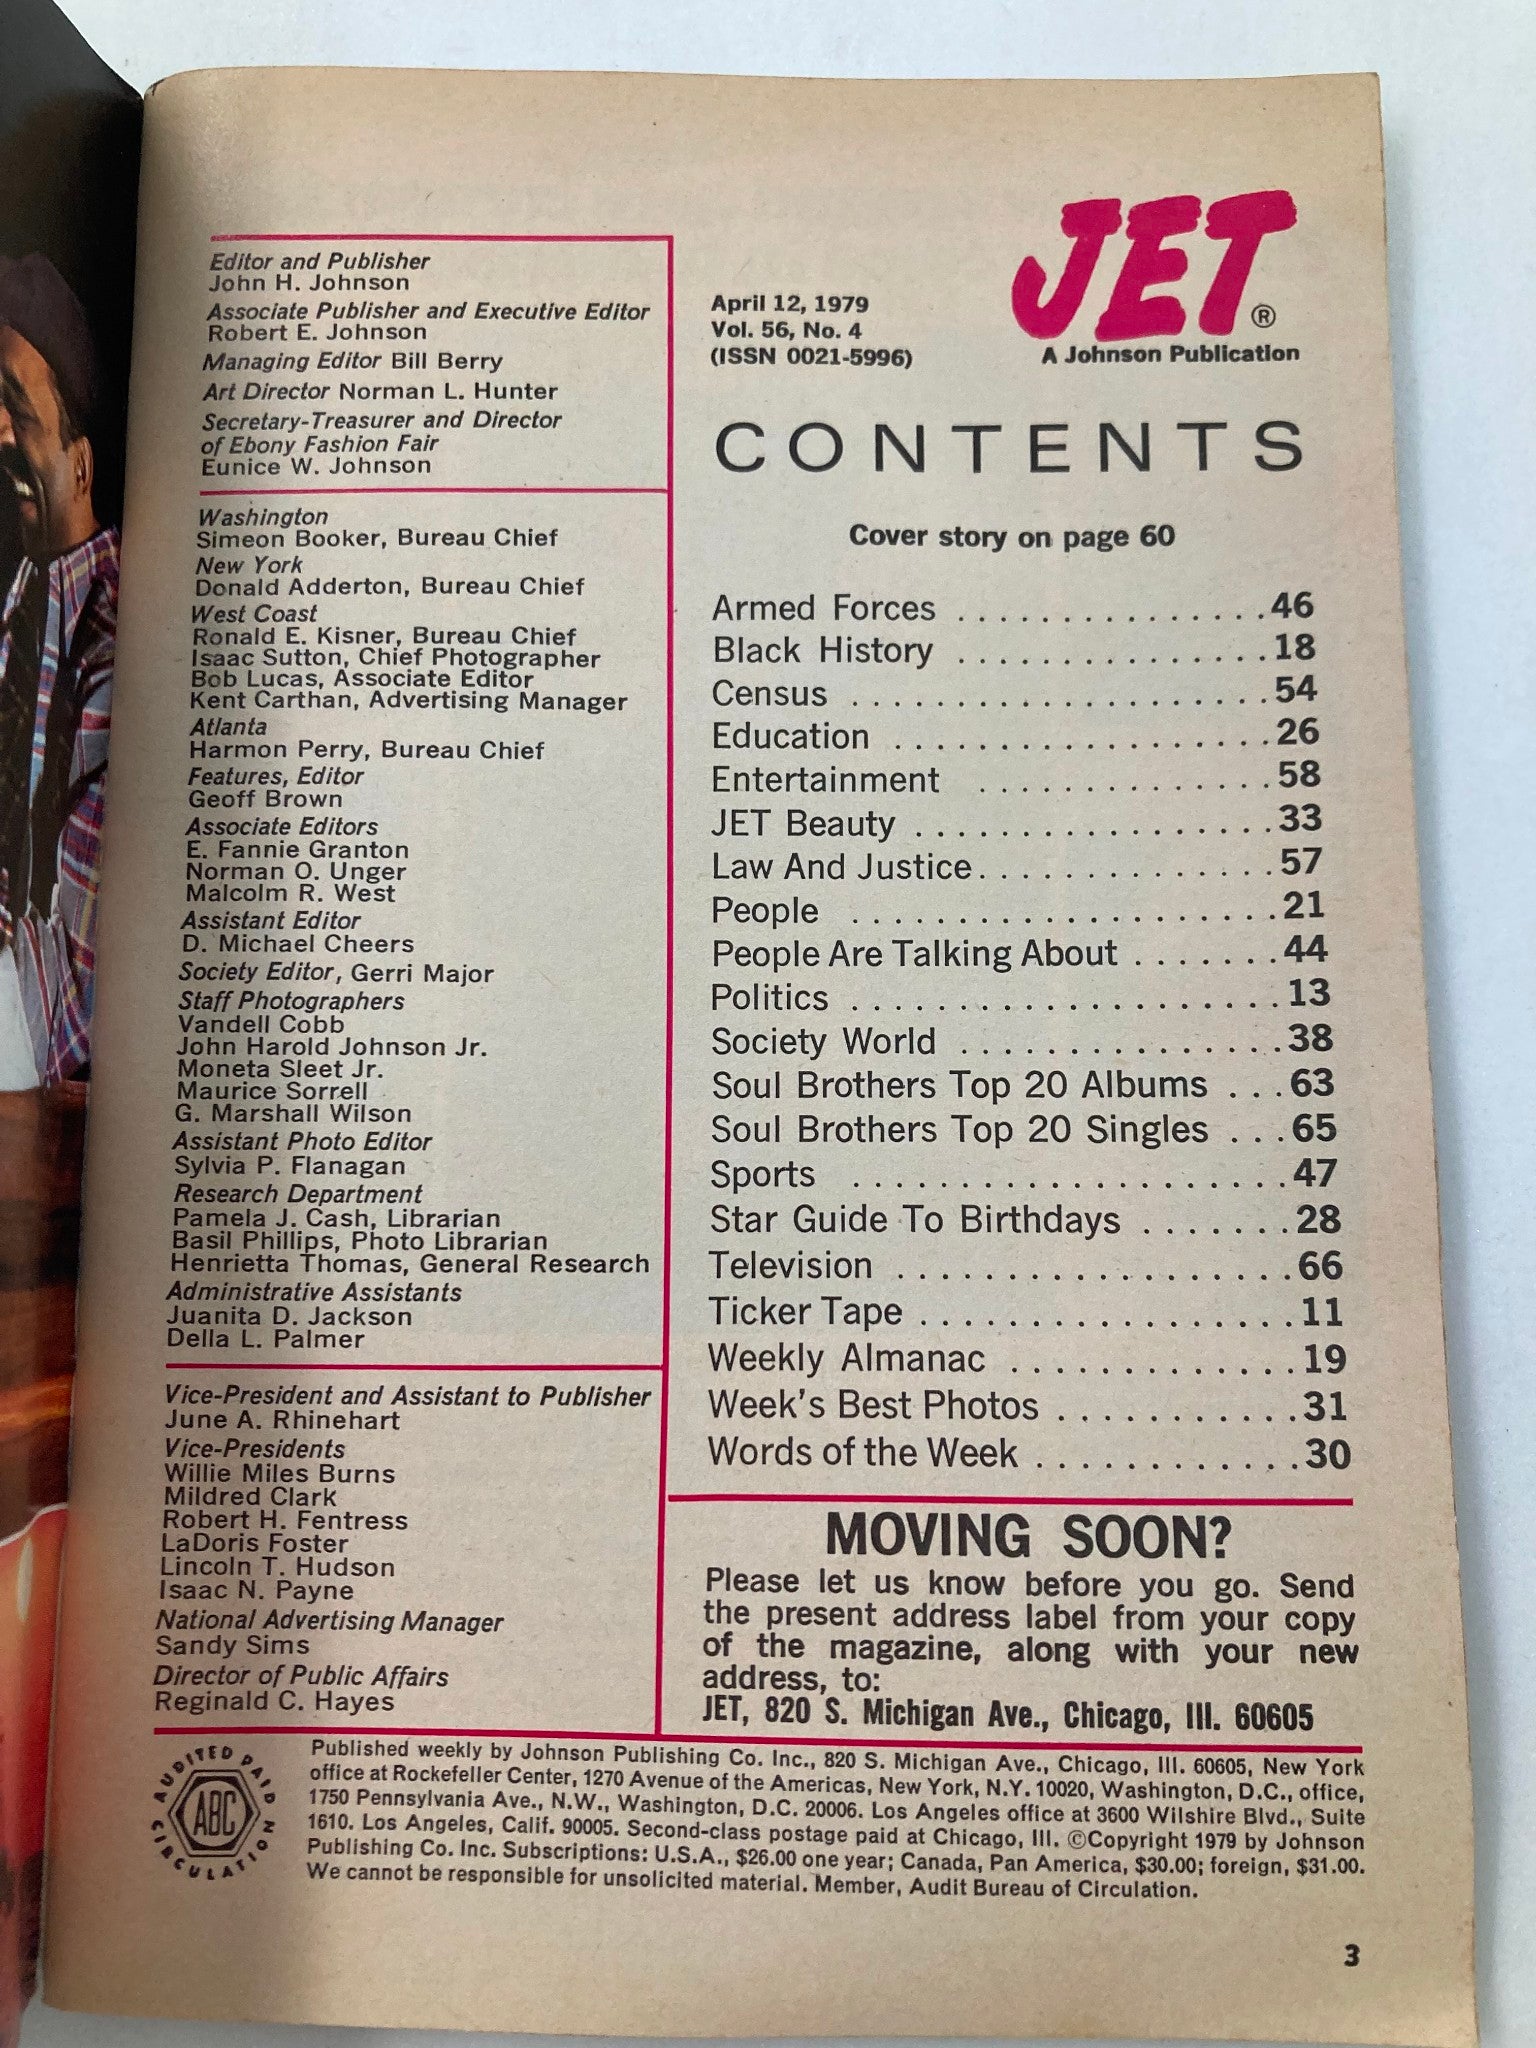 Editor and Publisher
John H. Johnson
Associate Publisher and Executive Editor
Robert E. Johnson
Managing Editor Bill Berry
Art Director Norman L. Hunter
Secretary-Treasurer and Director
of Ebony Fashion Fair
Eunice W. Johnson
Washington
Simeon Booker, Bureau Chief
New York
Donald Adderton, Bureau Chief
West Coast
Ronald E. Kisner, Bureau Chief
Isaac Sutton, Chief Photographer
Bob Lucas, Associate Editor
Kent Carthan, Advertising Manager
Atlanta
Harmon Perry, Bureau Chief
Features, Editor
Geoff Brown
Associate Editors
E. Fannie Granton
Norman O. Unger
Malcolm R. West
Assistant Editor
D. Michael Cheers
Society Editor, Gerri Major
Staff Photographers
Vandell Cobb
John Harold Johnson Jr.
Moneta Sleet Jr.
Maurice Sorrell
G. Marshall Wilson
Assistant Photo Editor
Sylvia P. Flanagan
Research Department
Pamela J. Cash, Librarian
Basil Phillips, Photo Librarian
Henrietta Thomas, General Research
Administrative Assistants
Juanita D. Jackson
Della L. Palmer
Vice-President and Assistant to Publisher
June A. Rhinehart
Vice-Presidents
Willie Miles Burns
Mildred Clark
Robert H. Fentress
LaDoris Foster
Lincoln T. Hudson
Isaac N. Payne
National Advertising Manager
Sandy Sims
Director of Public Affairs
Reginald C. Hayes
JET®
A Johnson Publication
April 12, 1979
Vol. 56, No. 4
(ISSN 0021-5996)
CONTENTS
Cover story on page 60
Armed Forces ...............46
Black History ...............18
Census ....................54
Education ..................26
Entertainment ..............58
JET Beauty .................33
Law And Justice..............57
People ....................21
People Are Talking About .......44
Politics ....................13
Society World ...............38
Soul Brothers Top 20 Albums ...63
Soul Brothers Top 20 Singles ...65
Sports .....................47
Star Guide To Birthdays .......28
Television ...................66
Ticker Tape ..................11
Weekly Almanac .............19
Week's Best Photos ...........31
Words of the Week ............30
MOVING SOON?
Please let us know before you go. Send
the present address label from your copy
of the magazine, along with your new
address, to:
JET, 820 S. Michigan Ave., Chicago, Ill. 60605
AUDITED PAID CIRCULATION
ABC
Published weekly by Johnson Publishing Co. Inc., 820 S. Michigan Ave., Chicago, Ill. 60605, New York
office at Rockefeller Center, 1270 Avenue of the Americas, New York, N.Y. 10020, Washington, D.C., office,
1750 Pennsylvania Ave., N.W., Washington, D.C. 20006. Los Angeles office at 3600 Wilshire Blvd., Suite
1610. Los Angeles, Calif. 90005. Second-class postage paid at Chicago, Ill. ©Copyright 1979 by Johnson
Publishing Co. Inc. Subscriptions: U.S.A., $26.00 one year; Canada, Pan America, $30.00; foreign, $31.00.
We cannot be responsible for unsolicited material. Member, Audit Bureau of Circulation.
3